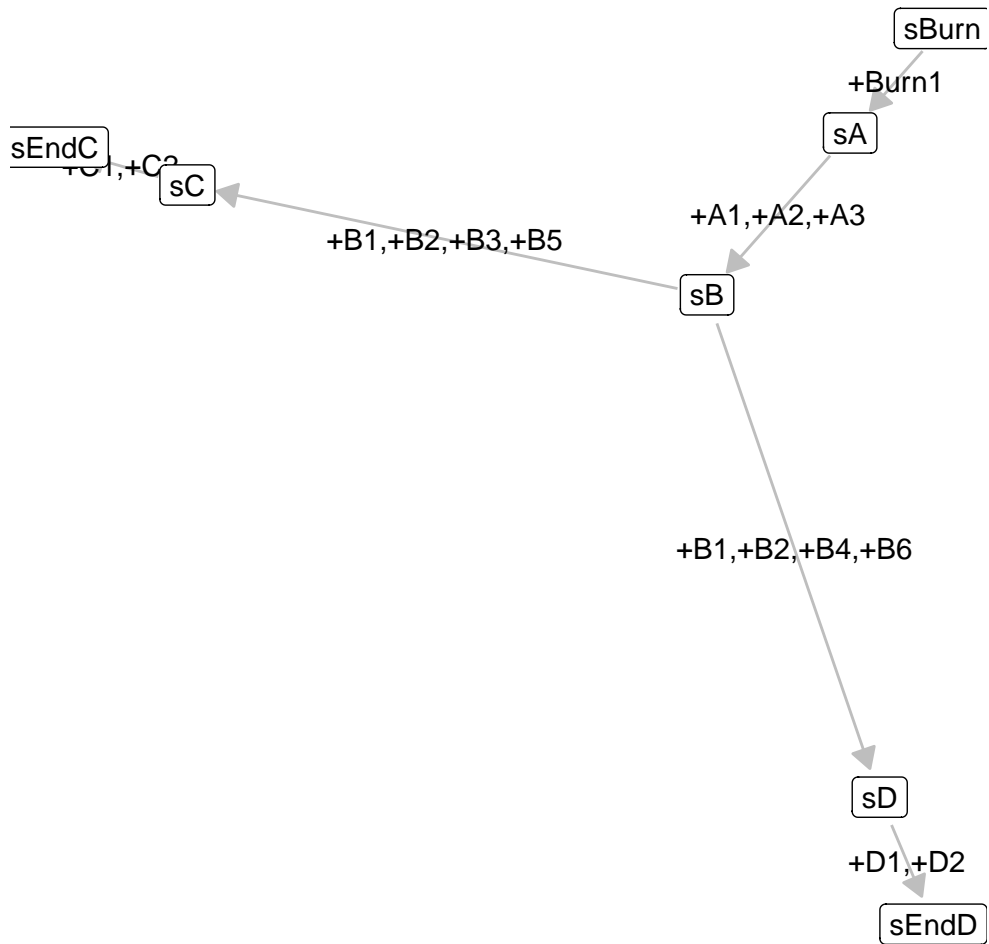 sBurn
+Burn1
sA
sEndC
sC
+A1,+A2,+A3
+B1,+B2,+B3,+B5
sB
+B1,+B2,+B4,+B6
sD
+D1,+D2
sEndD